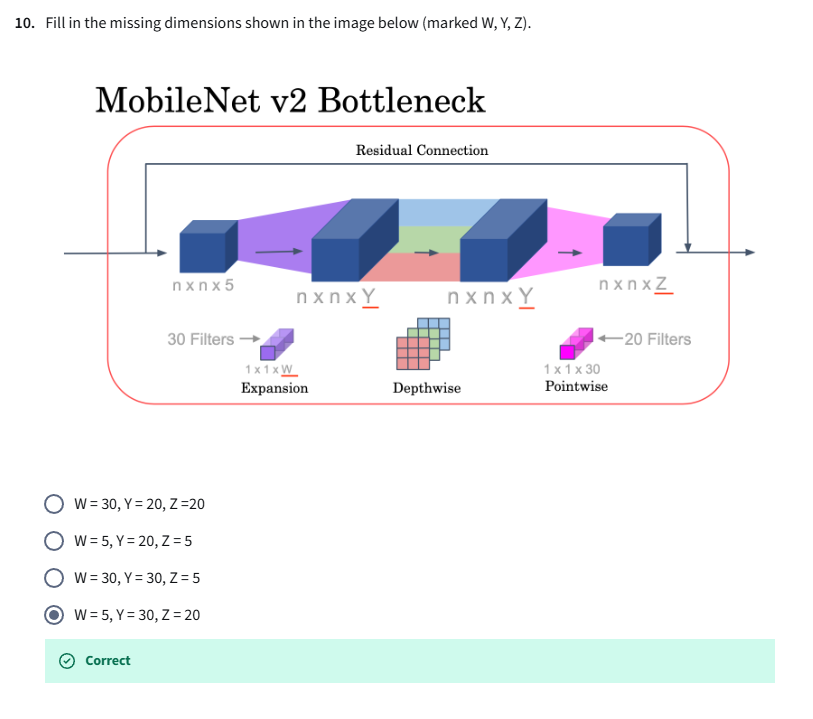 10. Fill in the missing dimensions shown in the image below (marked W, Y, Z).
MobileNet v2 Bottleneck
Residual Connection
n x n x 5
n x n x Y
n x n x Y
n x n x Z
30 Filters
20 Filters
1 x 1 x W
1 x 1 x 30
Expansion
Depthwise
Pointwise
W = 30, Y = 20, Z =20
W = 5, Y = 20, Z = 5
W = 30, Y = 30, Z = 5
W = 5, Y = 30, Z = 20
Correct